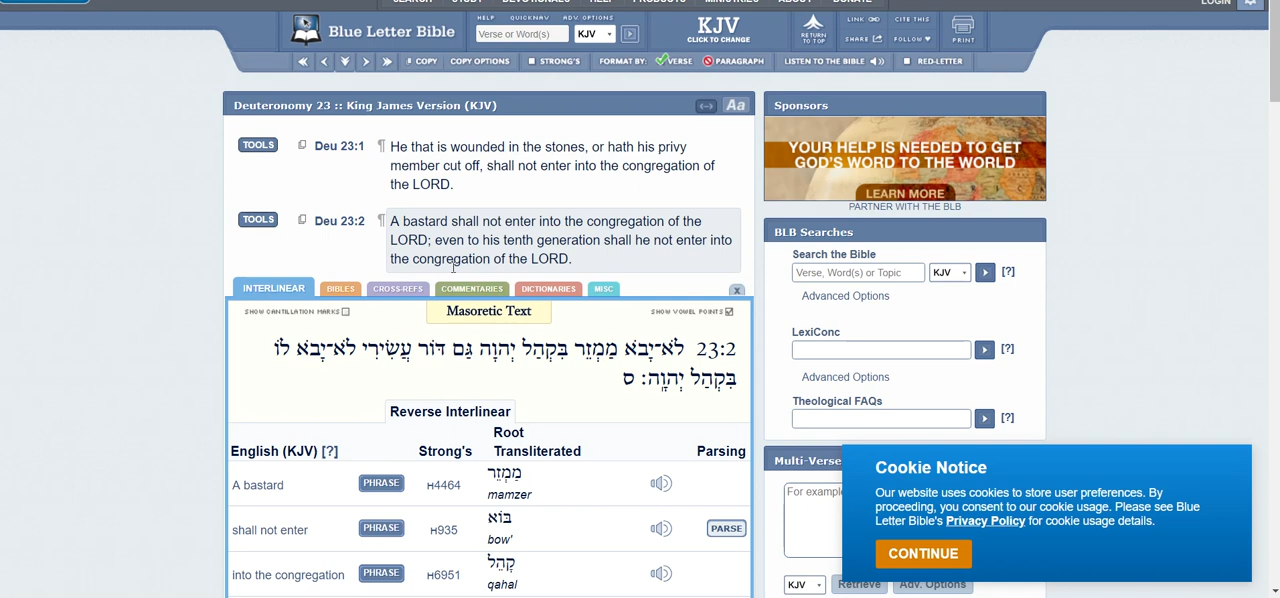 SEARCH STUDY DEVOTIONALS HELP PRODUCTS MINISTRIES ABOUT DONATE
LOGIN
Blue Letter Bible
HELP QUICKNAV ADV. OPTIONS
Verse or Word(s) KJV
KJV
CLICK TO CHANGE
RETURN
TO TOP
LINK CITE THIS
SHARE FOLLOW
PRINT
COPY COPY OPTIONS STRONG'S FORMAT BY: VERSE PARAGRAPH LISTEN TO THE BIBLE RED-LETTER
Deuteronomy 23 :: King James Version (KJV)
Aa
TOOLS Deu 23:1 ¶ He that is wounded in the stones, or hath his privy
member cut off, shall not enter into the congregation of
the LORD.
TOOLS Deu 23:2 ¶ A bastard shall not enter into the congregation of the
LORD; even to his tenth generation shall he not enter into
the congregation of the LORD.
INTERLINEAR BIBLES CROSS-REFS COMMENTARIES DICTIONARIES MISC x
SHOW CANTILLATION MARKS Masoretic Text SHOW VOWEL POINTS
23:2 לֹא־יָבֹא מַמְזֵר בִּקְהַל יְהוָה גַּם דּוֹר עֲשִׂירִי לֹא־יָבֹא לוֹ
בִּקְהַל יְהוָה׃ ס
Reverse Interlinear
English (KJV) [?] Strong's Root
Transliterated Parsing
A bastard PHRASE H4464 מַמְזֵר
mamzer
shall not enter PHRASE H935 בּוֹא PARSE
bow'
into the congregation PHRASE H6951 קָהָל
qahal
Sponsors
YOUR HELP IS NEEDED TO GET
GOD'S WORD TO THE WORLD
LEARN MORE
PARTNER WITH THE BLB
BLB Searches
Search the Bible
Verse, Word(s) or Topic KJV [?]
Advanced Options
LexiConc
[?]
Advanced Options
Theological FAQs
[?]
Multi-Verse
For example
KJV Retrieve Adv. Options
Cookie Notice
Our website uses cookies to store user preferences. By
proceeding, you consent to our cookie usage. Please see Blue
Letter Bible's Privacy Policy for cookie usage details.
CONTINUE